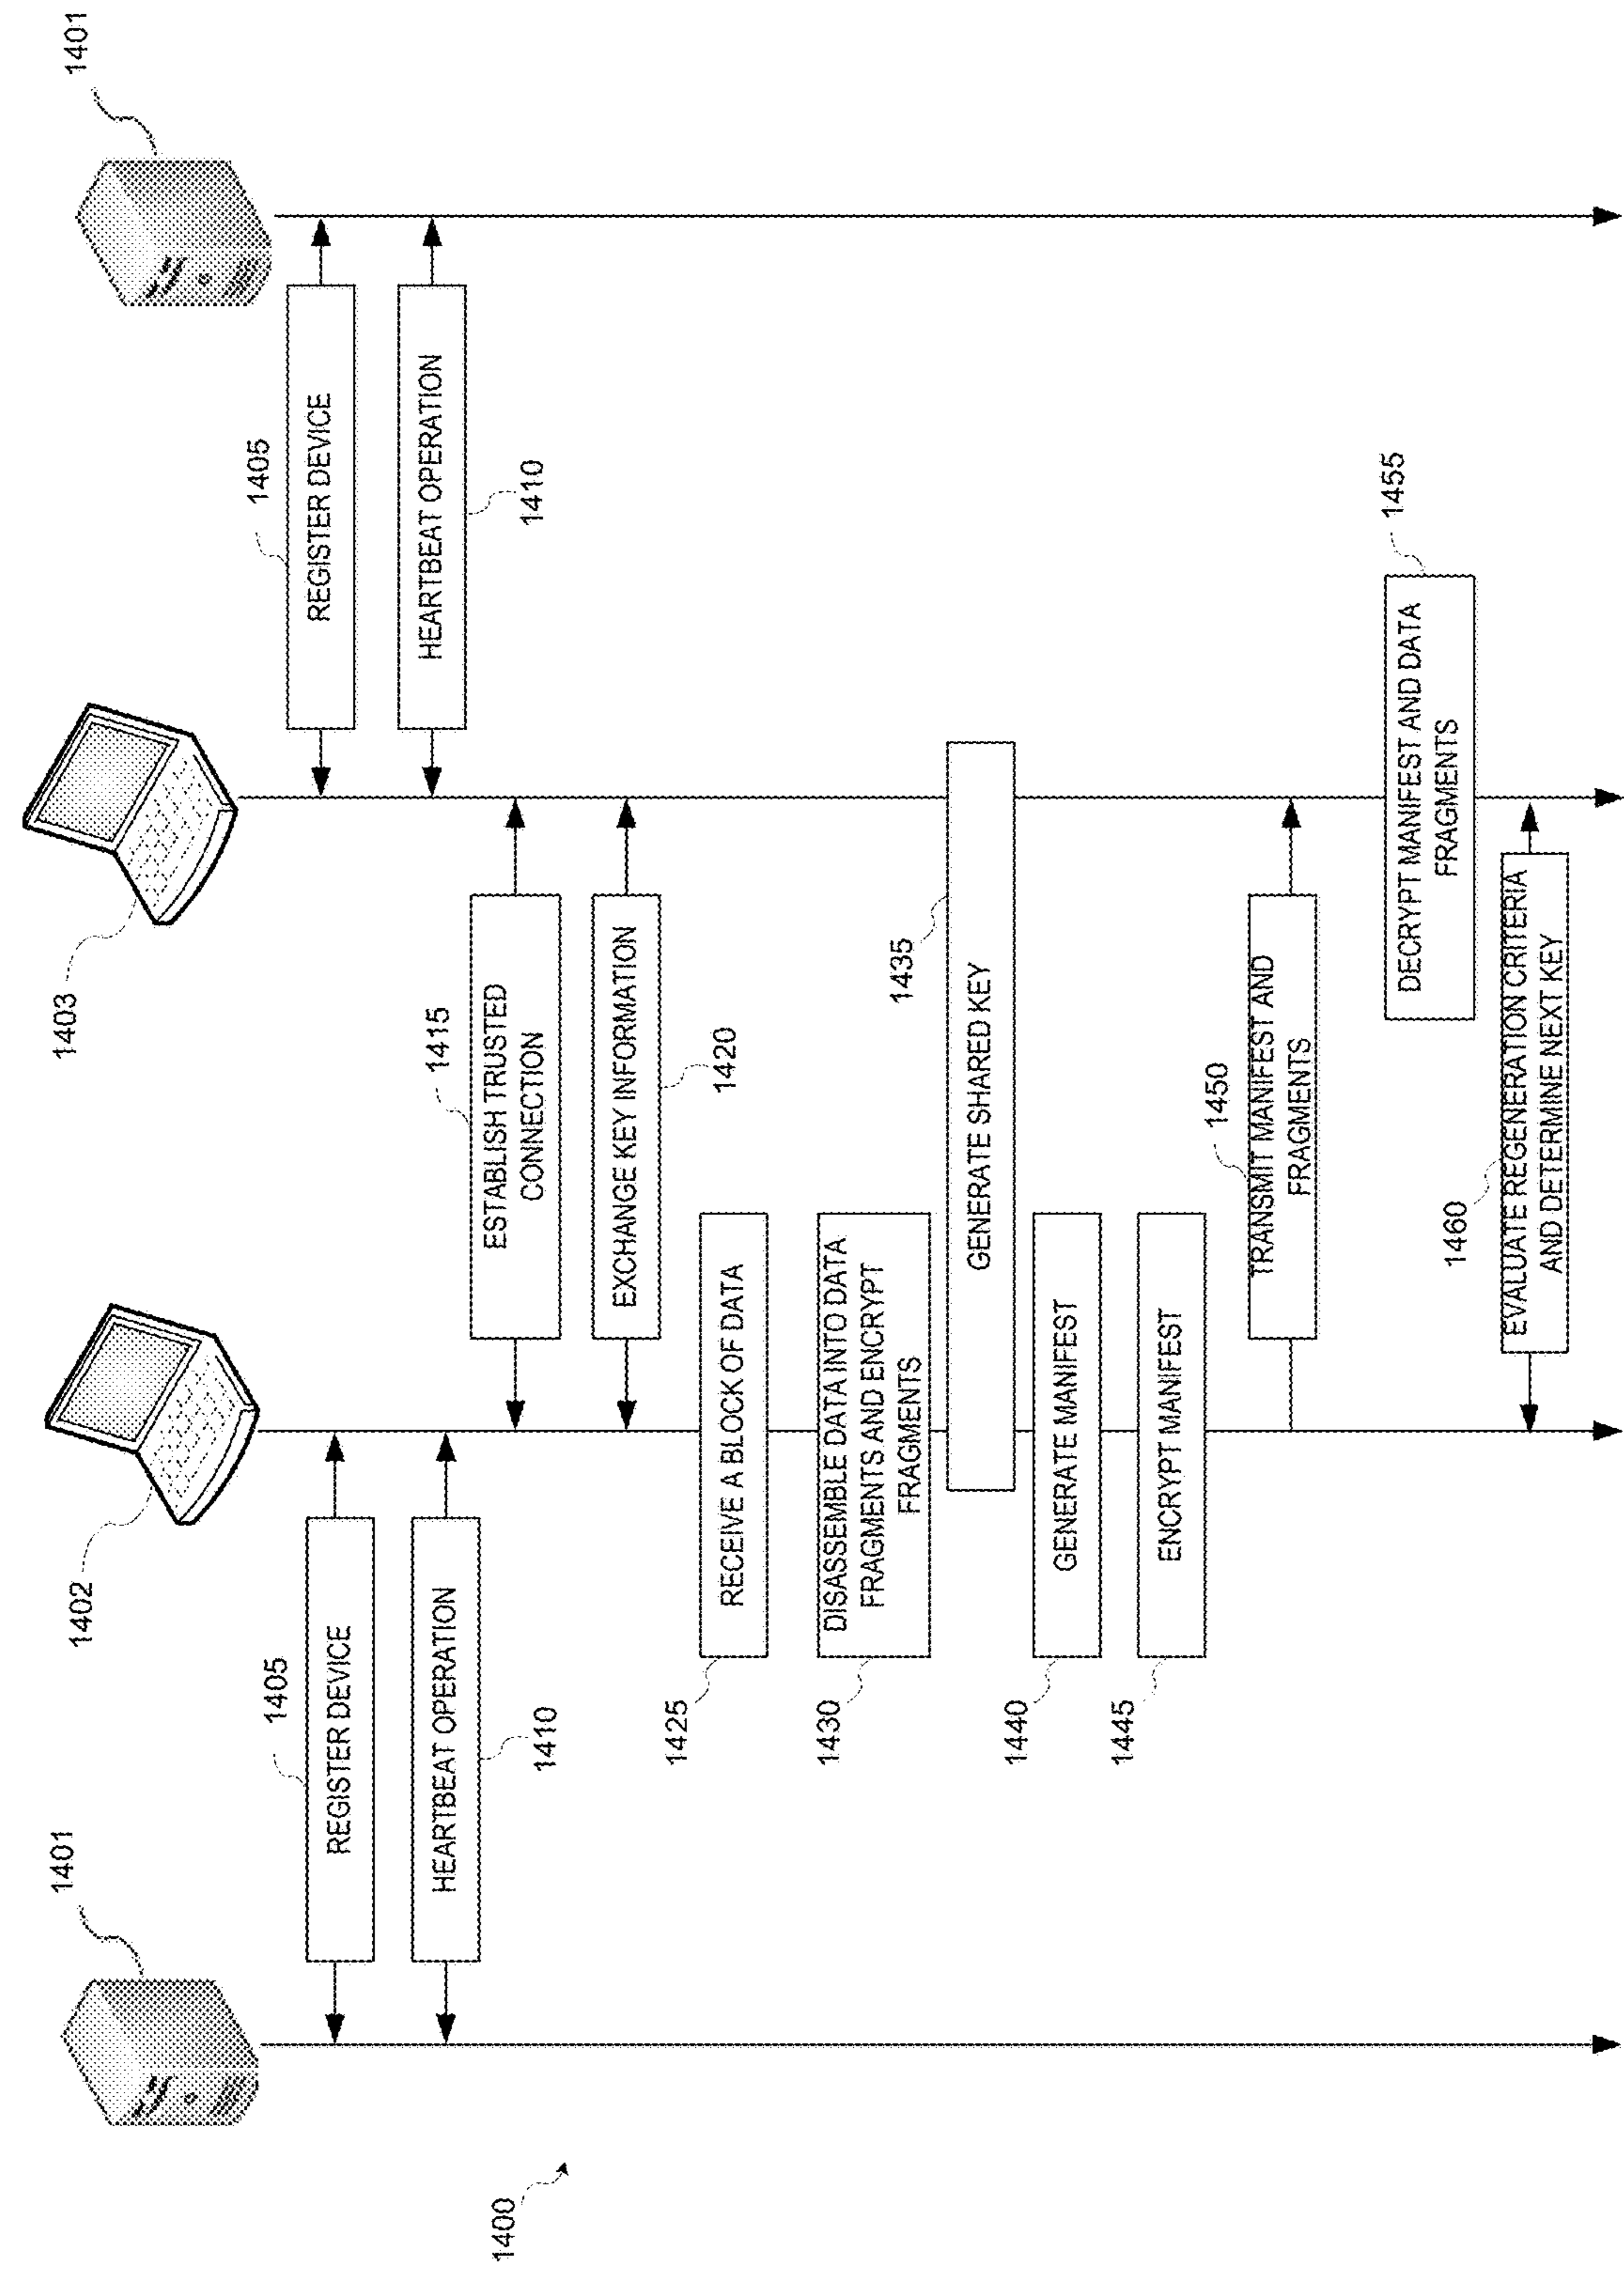 1400
1401
1402
1403
1401
1405
REGISTER DEVICE
1405
REGISTER DEVICE
HEARTBEAT OPERATION
1410
HEARTBEAT OPERATION
1410
1415
ESTABLISH TRUSTED
CONNECTION
EXCHANGE KEY INFORMATION
1420
1425
RECEIVE A BLOCK OF DATA
1430
DISASSEMBLE DATA INTO DATA
FRAGMENTS AND ENCRYPT
FRAGMENTS
1435
GENERATE SHARED KEY
1440
GENERATE MANIFEST
1445
ENCRYPT MANIFEST
1450
TRANSMIT MANIFEST AND
FRAGMENTS
1455
DECRYPT MANIFEST AND DATA
FRAGMENTS
1460
EVALUATE REGENERATION CRITERIA
AND DETERMINE NEXT KEY